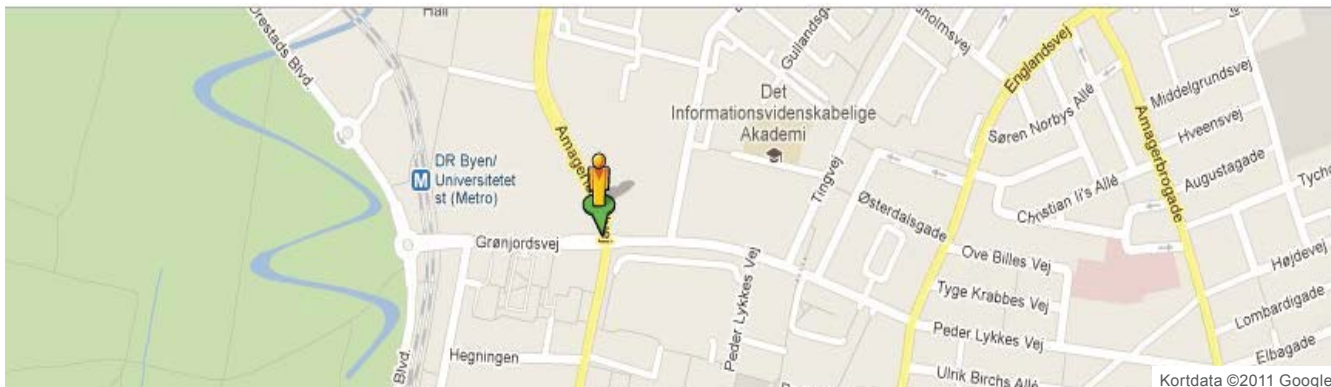 Hall
Ørestads Blvd.
Gullandsg
Englandsvej
Middelgrundsvej
Det
Informationsvidenskabelige
Akademi
Søren Norbys Allé
Hveensvej
Amagerbrogade
Augustagade
DR Byen/
Universitetet
st (Metro)
M
Tingvej
Østerdalsgade
Christian Ii's Allé
Grønjordsvej
Ove Billes Vej
Højdevej
Peder Lykkes Vej
Tyge Krabbes Vej
Lombardigade
Peder Lykkes Vej
Hegningen
Blvd.
Elbagade
Ulrik Birchs Allé
Kortdata ©2011 Google